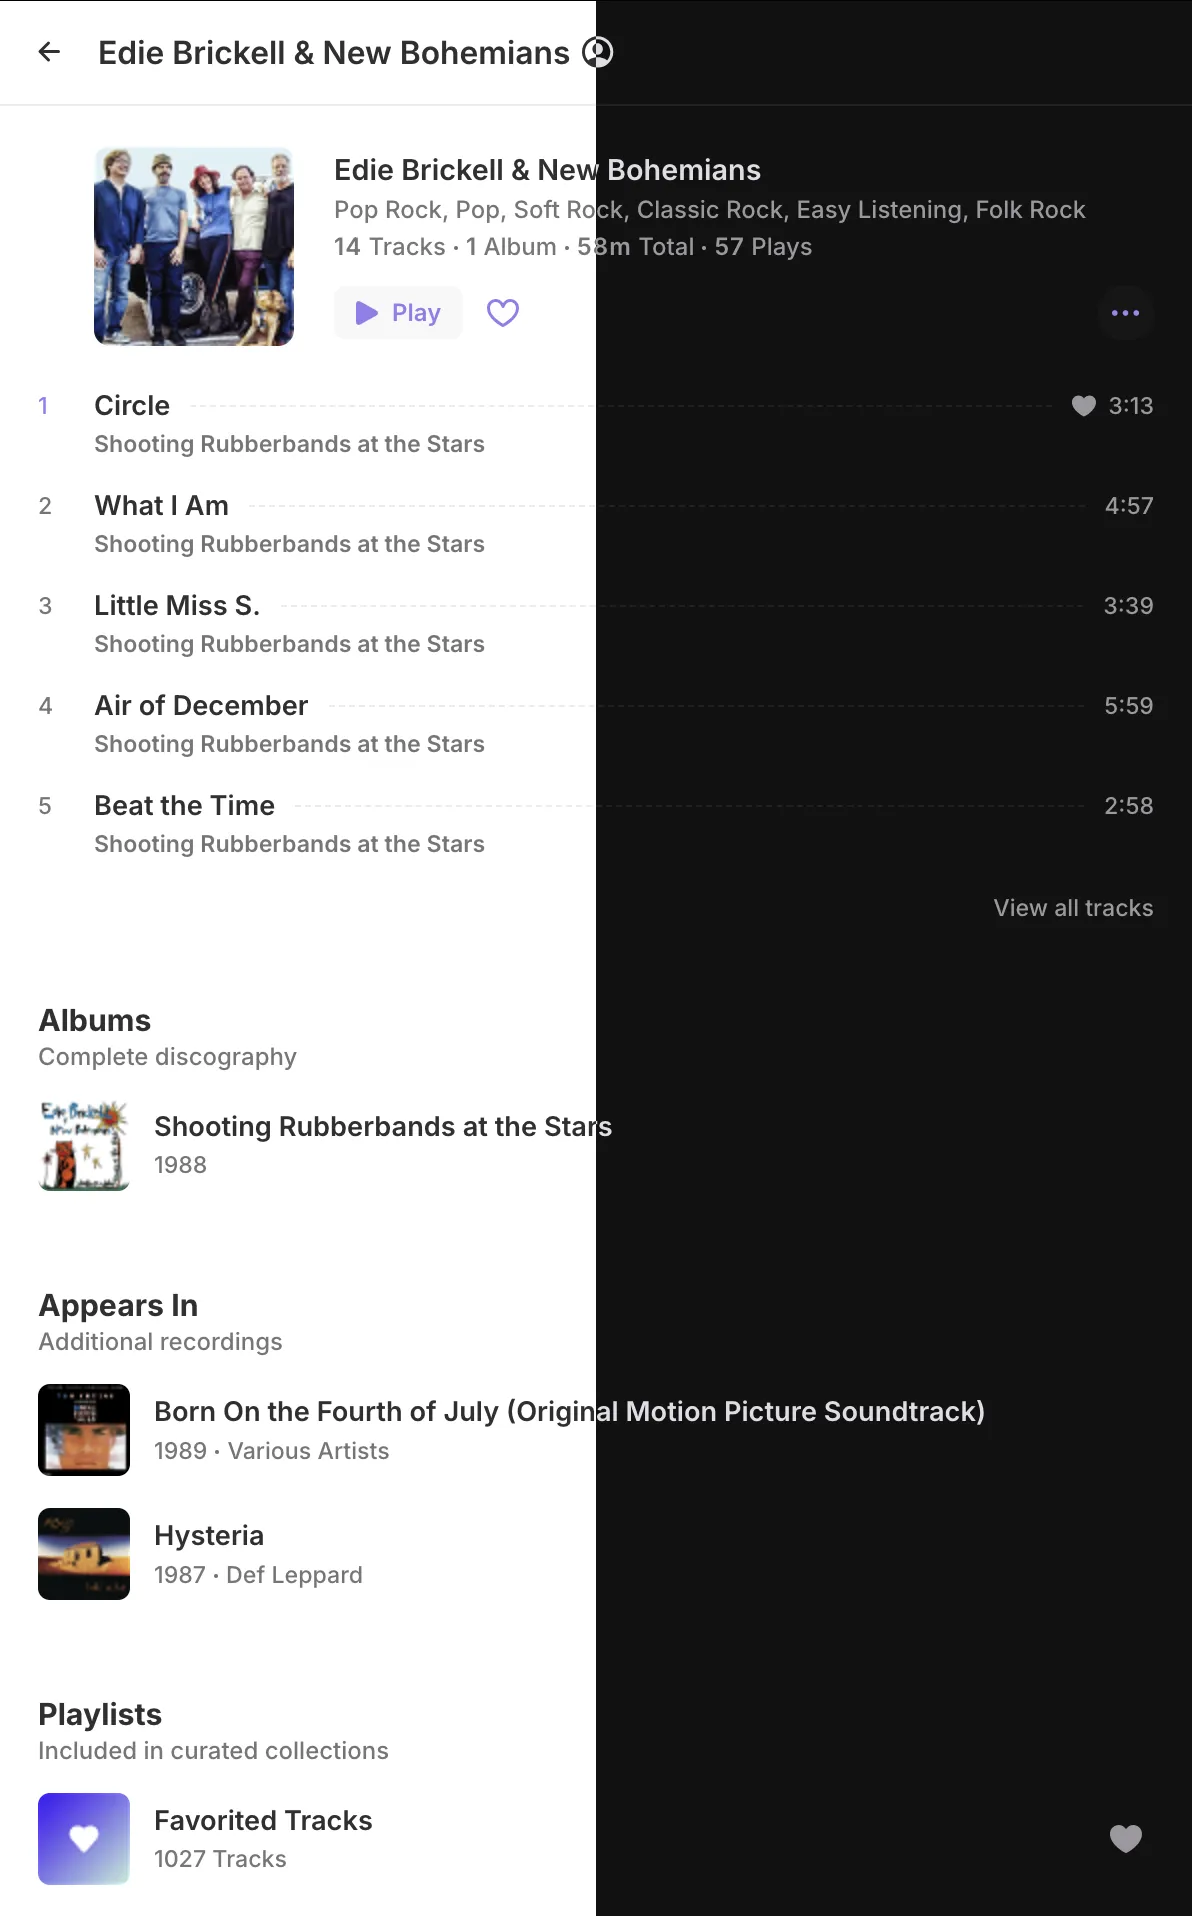 Edie Brickell & New Bohemians
Edie Brickell & New Bohemians
Pop Rock, Pop, Soft Rock, Classic Rock, Easy Listening, Folk Rock
14 Tracks · 1 Album · 58m Total · 57 Plays
Play
1 Circle 3:13
Shooting Rubberbands at the Stars
2 What I Am 4:57
Shooting Rubberbands at the Stars
3 Little Miss S. 3:39
Shooting Rubberbands at the Stars
4 Air of December 5:59
Shooting Rubberbands at the Stars
5 Beat the Time 2:58
Shooting Rubberbands at the Stars
View all tracks
Albums
Complete discography
Shooting Rubberbands at the Stars
1988
Appears In
Additional recordings
Born On the Fourth of July (Original Motion Picture Soundtrack)
1989 · Various Artists
Hysteria
1987 · Def Leppard
Playlists
Included in curated collections
Favorited Tracks
1027 Tracks